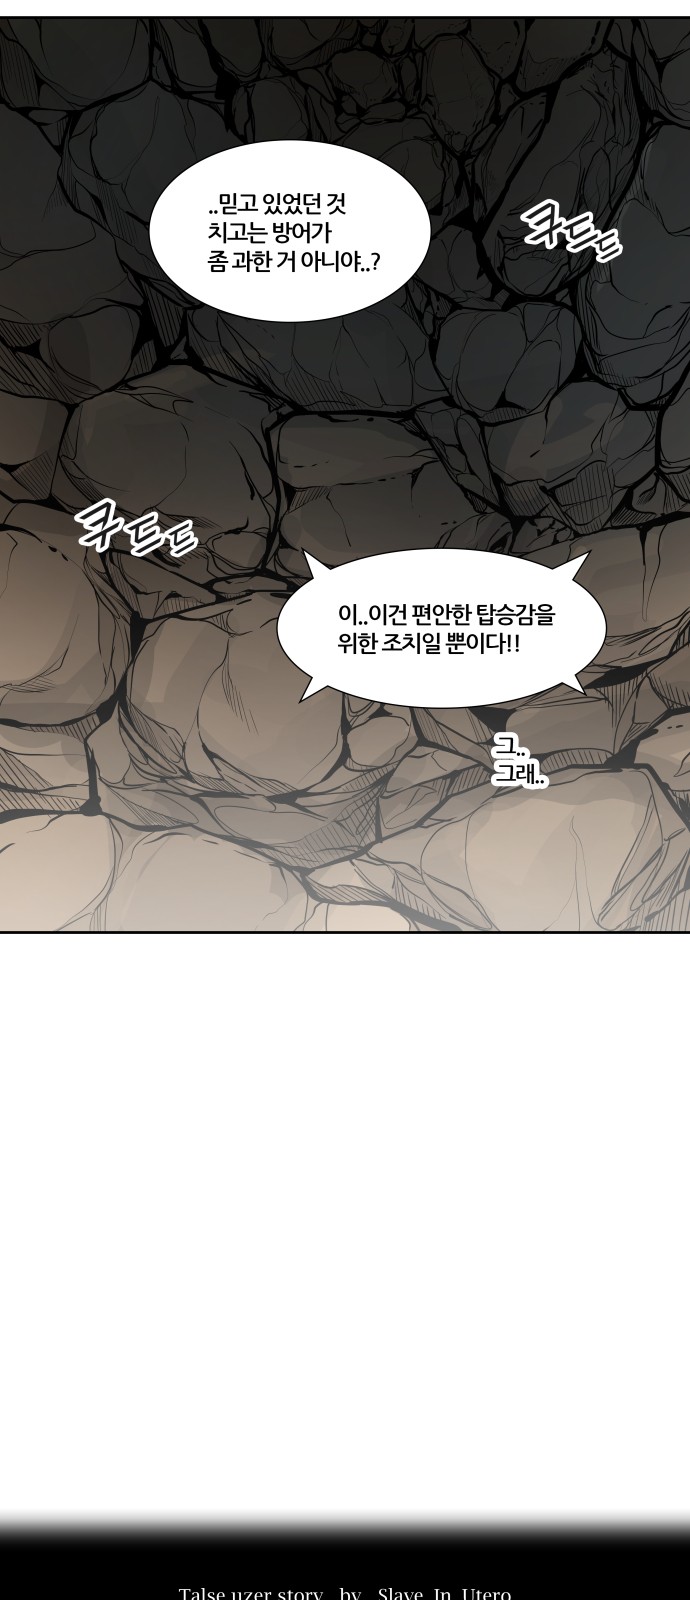 ..믿고 있었던 것
치고는 방어가
좀 과한 거 아니야..?
쿠드드
쿠드드
이..이건 편안한 탑승감을
위한 조치일 뿐이다!!
그..
그래..
Talse uzer story by Slave. In. Utero